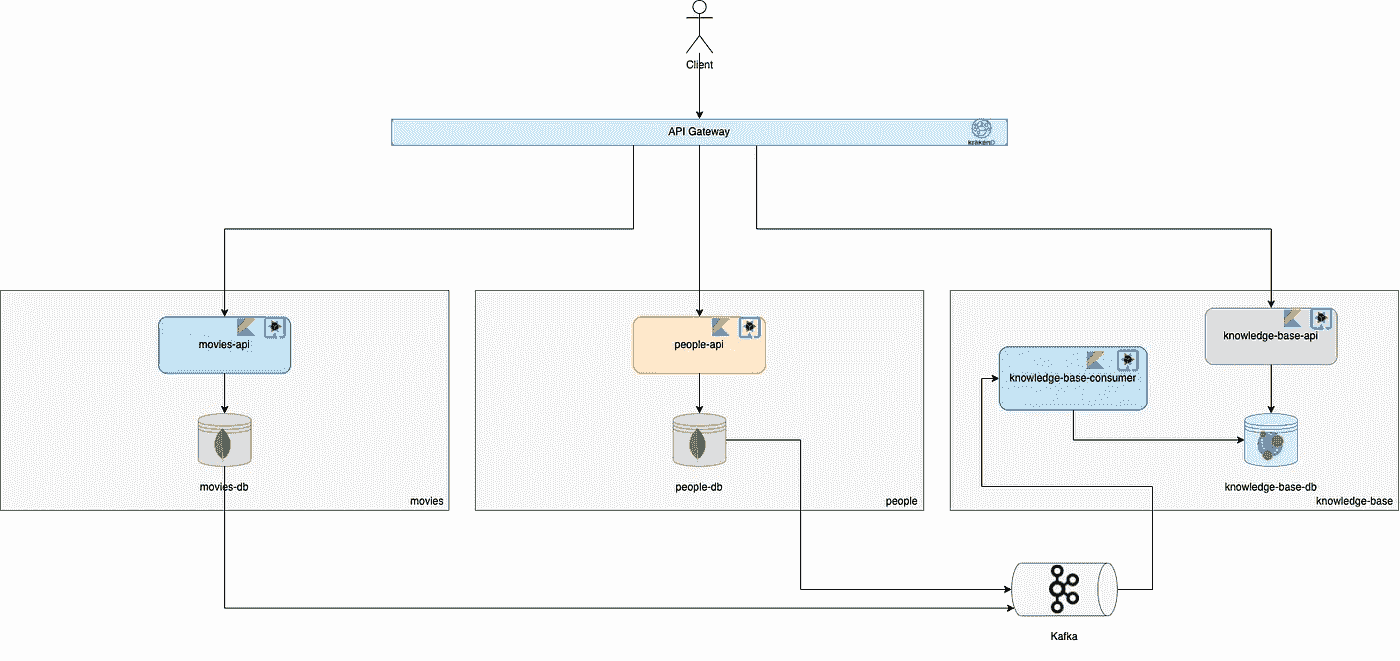 Client
API Gateway
krakenD
movies-api
people-api
knowledge-base-api
knowledge-base-consumer
movies-db
people-db
knowledge-base-db
movies
people
knowledge-base
Kafka